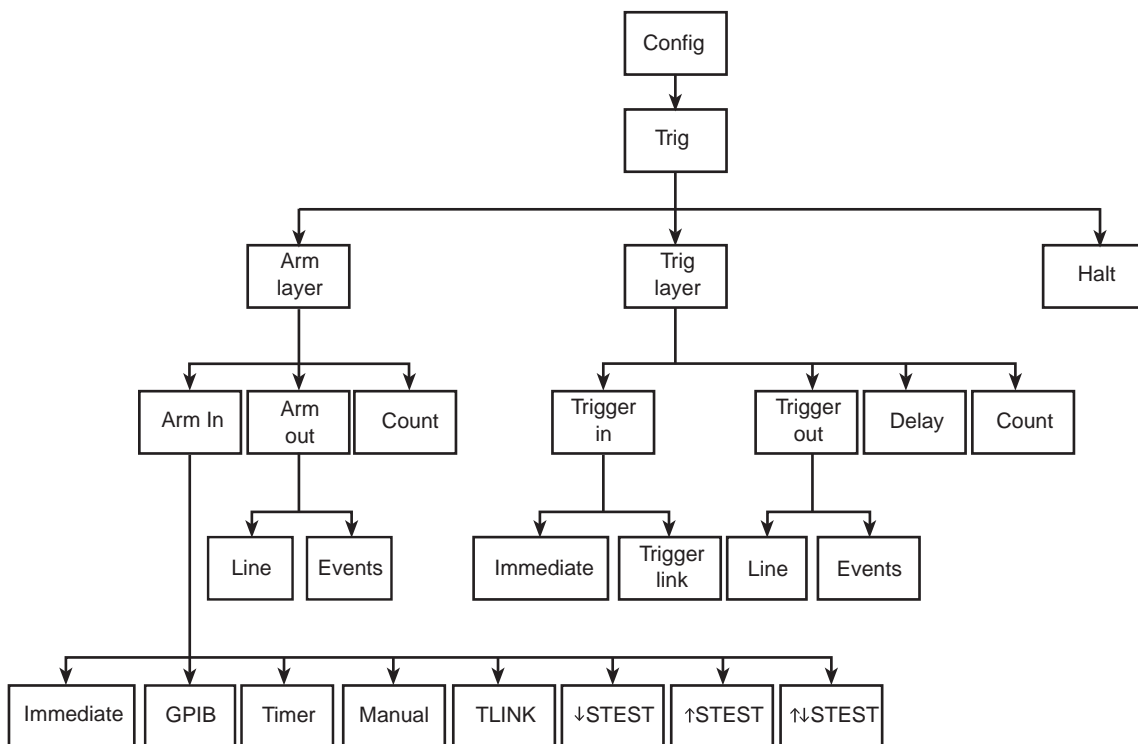 Config
Trig
Arm
layer
Trig
layer
Halt
Arm In
Arm
out
Count
Trigger
in
Trigger
out
Delay
Count
Line
Events
Immediate
Trigger
link
Line
Events
Immediate
GPIB
Timer
Manual
TLINK
↓STEST
↑STEST
↑↓STEST